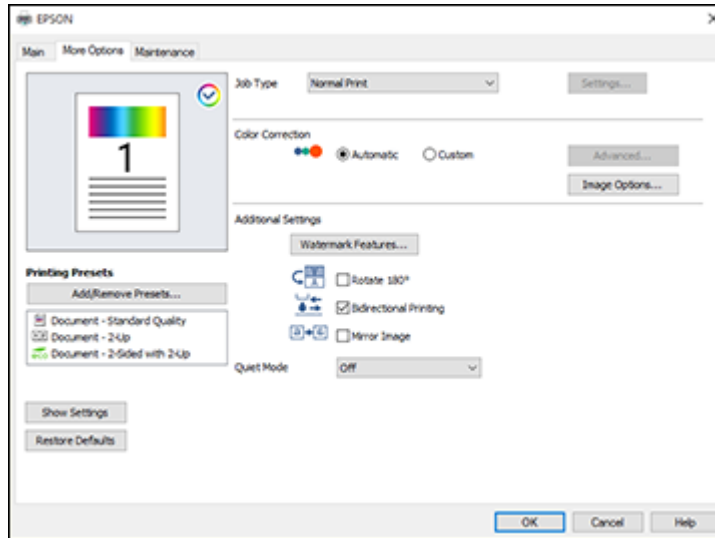 EPSON
Main More Options Maintenance
Job Type Normal Print Settings...
1
Color Correction
Automatic Custom Advanced...
Image Options...
Additional Settings
Watermark Features...
Printing Presets
Add/Remove Presets...
Rotate 180°
Document - Standard Quality
Bidirectional Printing
Document - 2-Up
Mirror Image
Document - 2-Sided with 2-Up
Quiet Mode Off
Show Settings
Restore Defaults
OK Cancel Help